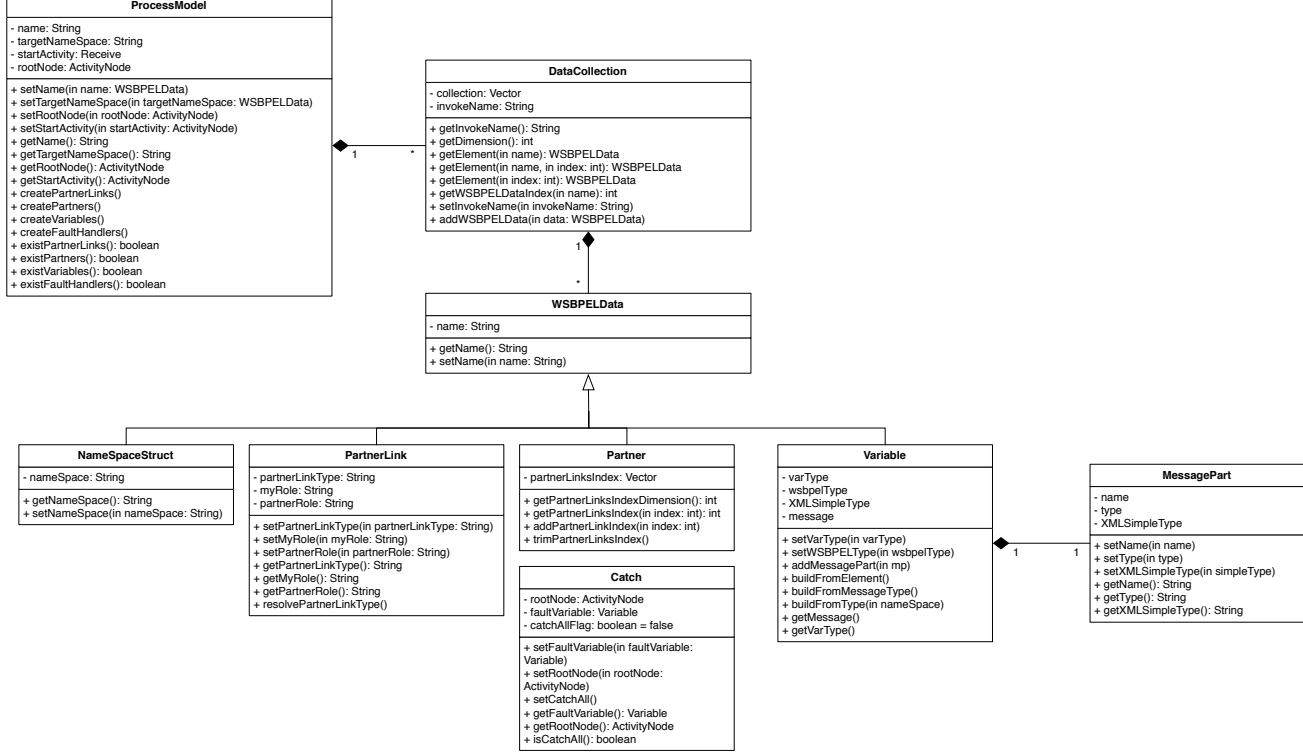 ProcessModel
- name: String
- targetNameSpace: String
- startActivity: Receive
- rootNode: ActivityNode
+ setName(in name: WSBPELData)
+ setTargetNameSpace(in targetNameSpace: WSBPELData)
+ setRootNode(in rootNode: ActivityNode)
+ setStartActivity(in startActivity: ActivityNode)
+ getName(): String
+ getTargetNameSpace(): String
+ getRootNode(): ActivitytNode
+ getStartActivity(): ActivityNode
+ createPartnerLinks()
+ createPartners()
+ createVariables()
+ createFaultHandlers()
+ existPartnerLinks(): boolean
+ existPartners(): boolean
+ existVariables(): boolean
+ existFaultHandlers(): boolean
1
*
DataCollection
- collection: Vector
- invokeName: String
+ getInvokeName(): String
+ getDimension(): int
+ getElement(in name): WSBPELData
+ getElement(in name, in index: int): WSBPELData
+ getElement(in index: int): WSBPELData
+ getWSBPELDataIndex(in name): int
+ setInvokeName(in invokeName: String)
+ addWSBPELData(in data: WSBPELData)
1
*
WSBPELData
- name: String
+ getName(): String
+ setName(in name: String)
NameSpaceStruct
- nameSpace: String
+ getNameSpace(): String
+ setNameSpace(in nameSpace: String)
PartnerLink
- partnerLinkType: String
- myRole: String
- partnerRole: String
+ setPartnerLinkType(in partnerLinkType: String)
+ setMyRole(in myRole: String)
+ setPartnerRole(in partnerRole: String)
+ getPartnerLinkType(): String
+ getMyRole(): String
+ getPartnerRole(): String
+ resolvePartnerLinkType()
Partner
- partnerLinksIndex: Vector
+ getPartnerLinksIndexDimension(): int
+ getPartnerLinksIndex(in index: int): int
+ addPartnerLinkIndex(in index: int)
+ trimPartnerLinksIndex()
Catch
- rootNode: ActivityNode
- faultVariable: Variable
- catchAllFlag: boolean = false
+ setFaultVariable(in faultVariable:
Variable)
+ setRootNode(in rootNode:
ActivityNode)
+ setCatchAll()
+ getFaultVariable(): Variable
+ getRootNode(): ActivityNode
+ isCatchAll(): boolean
Variable
- varType
- wsbpelType
- XMLSimpleType
- message
+ setVarType(in varType)
+ setWSBPELType(in wsbpelType)
+ addMessagePart(in mp)
+ buildFromElement()
+ buildFromMessageType()
+ buildFromType(in nameSpace)
+ getMessage()
+ getVarType()
1
1
MessagePart
- name
- type
- XMLSimpleType
+ setName(in name)
+ setType(in type)
+ setXMLSimpleType(in simpleType)
+ getName(): String
+ getType(): String
+ getXMLSimpleType(): String